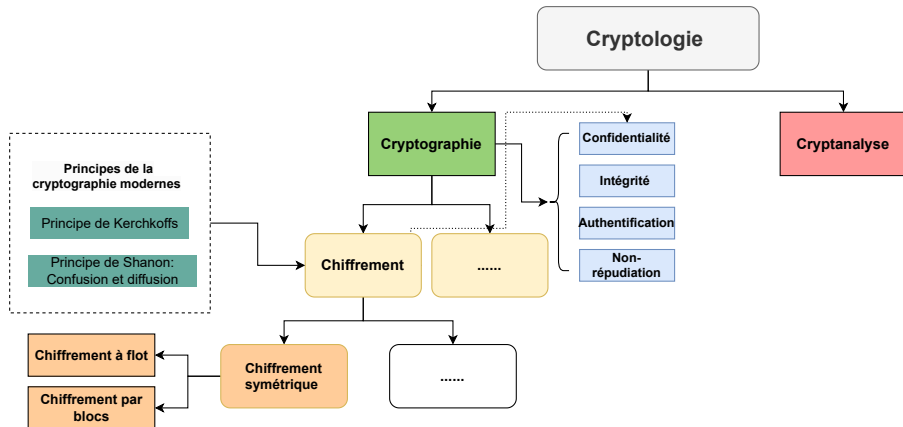 Cryptologie
Cryptographie
Confidentialité
Cryptanalyse
Intégrité
Authentification
Non-
répudiation
Principes de la
cryptographie modernes
Principe de Kerchkoffs
Principe de Shanon:
Confusion et diffusion
Chiffrement
......
Chiffrement à flot
Chiffrement par
blocs
Chiffrement
symétrique
......